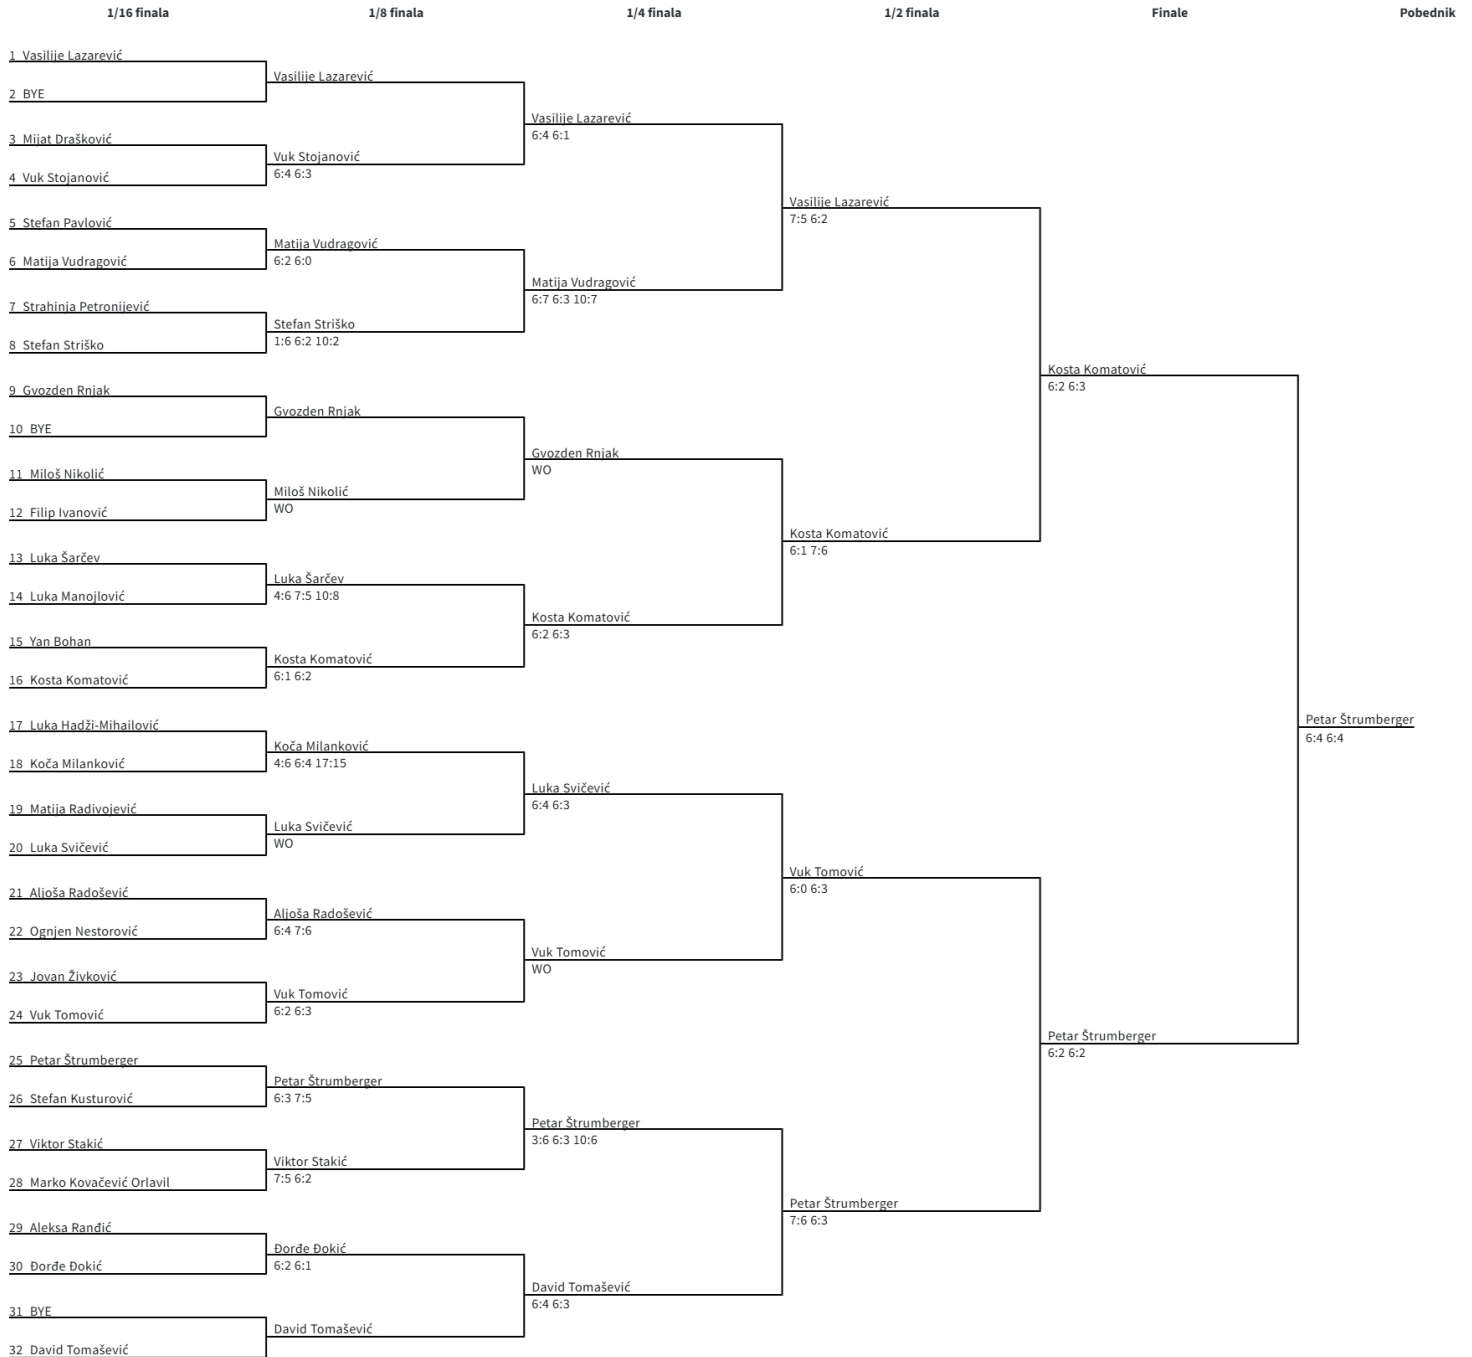 1/16 finala
1/8 finala
1/4 finala
1/2 finala
Finale
Pobednik
1 Vasilije Lazarević
2 BYE
3 Mijat Drašković
4 Vuk Stojanović
5 Stefan Pavlović
6 Matija Vudragović
7 Strahinja Petronijević
8 Stefan Striško
9 Gvozden Rnjak
10 BYE
11 Miloš Nikolić
12 Filip Ivanović
13 Luka Šarčev
14 Luka Manojlović
15 Yan Bohan
16 Kosta Komatović
17 Luka Hadži-Mihailović
18 Koča Milanković
19 Matija Radivojević
20 Luka Svičević
21 Aljoša Radošević
22 Ognjen Nestorović
23 Jovan Živković
24 Vuk Tomović
25 Petar Štrumberger
26 Stefan Kusturović
27 Viktor Stakić
28 Marko Kovačević Orlavil
29 Aleksa Ranđić
30 Đorđe Đokić
31 BYE
32 David Tomašević
Vasilije Lazarević
Vuk Stojanović
6:4 6:3
Matija Vudragović
6:2 6:0
Stefan Striško
1:6 6:2 10:2
Gvozden Rnjak
Miloš Nikolić
WO
Luka Šarčev
4:6 7:5 10:8
Kosta Komatović
6:1 6:2
Koča Milanković
4:6 6:4 17:15
Luka Svičević
WO
Aljoša Radošević
6:4 7:6
Vuk Tomović
6:2 6:3
Petar Štrumberger
6:3 7:5
Viktor Stakić
7:5 6:2
Đorđe Đokić
6:2 6:1
David Tomašević
Vasilije Lazarević
6:4 6:1
Matija Vudragović
6:7 6:3 10:7
Gvozden Rnjak
WO
Kosta Komatović
6:2 6:3
Luka Svičević
6:4 6:3
Vuk Tomović
WO
Petar Štrumberger
3:6 6:3 10:6
David Tomašević
6:4 6:3
Vasilije Lazarević
7:5 6:2
Kosta Komatović
6:1 7:6
Vuk Tomović
6:0 6:3
Petar Štrumberger
7:6 6:3
Kosta Komatović
6:2 6:3
Petar Štrumberger
6:2 6:2
Petar Štrumberger
6:4 6:4